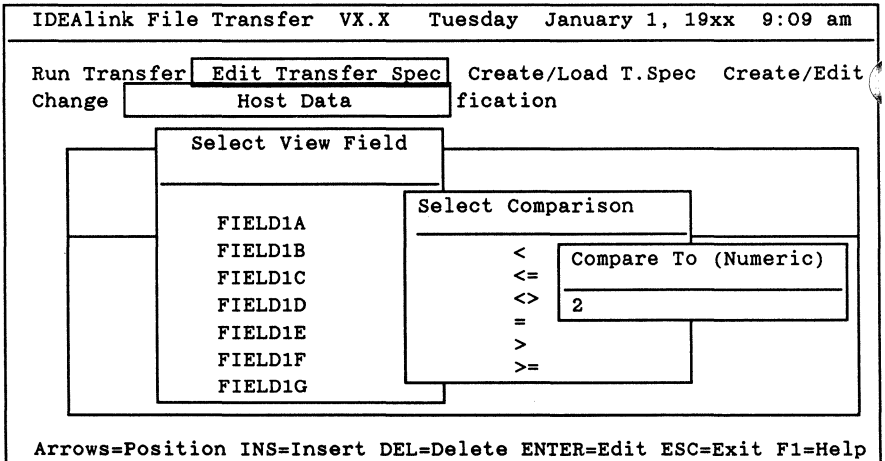 IDEAlink File Transfer VX.X Tuesday January 1, 19xx 9:09 am
Run Transfer Edit Transfer Spec Create/Load T.Spec Create/Edit
Change Host Data fication
Select View Field
Select Comparison
FIELD1A
FIELD1B
FIELD1C
FIELD1D
FIELD1E
FIELD1F
FIELD1G
<
<=
<>
=
>
>=
Compare To (Numeric)
2
Arrows=Position INS=Insert DEL=Delete ENTER=Edit ESC=Exit F1=Help